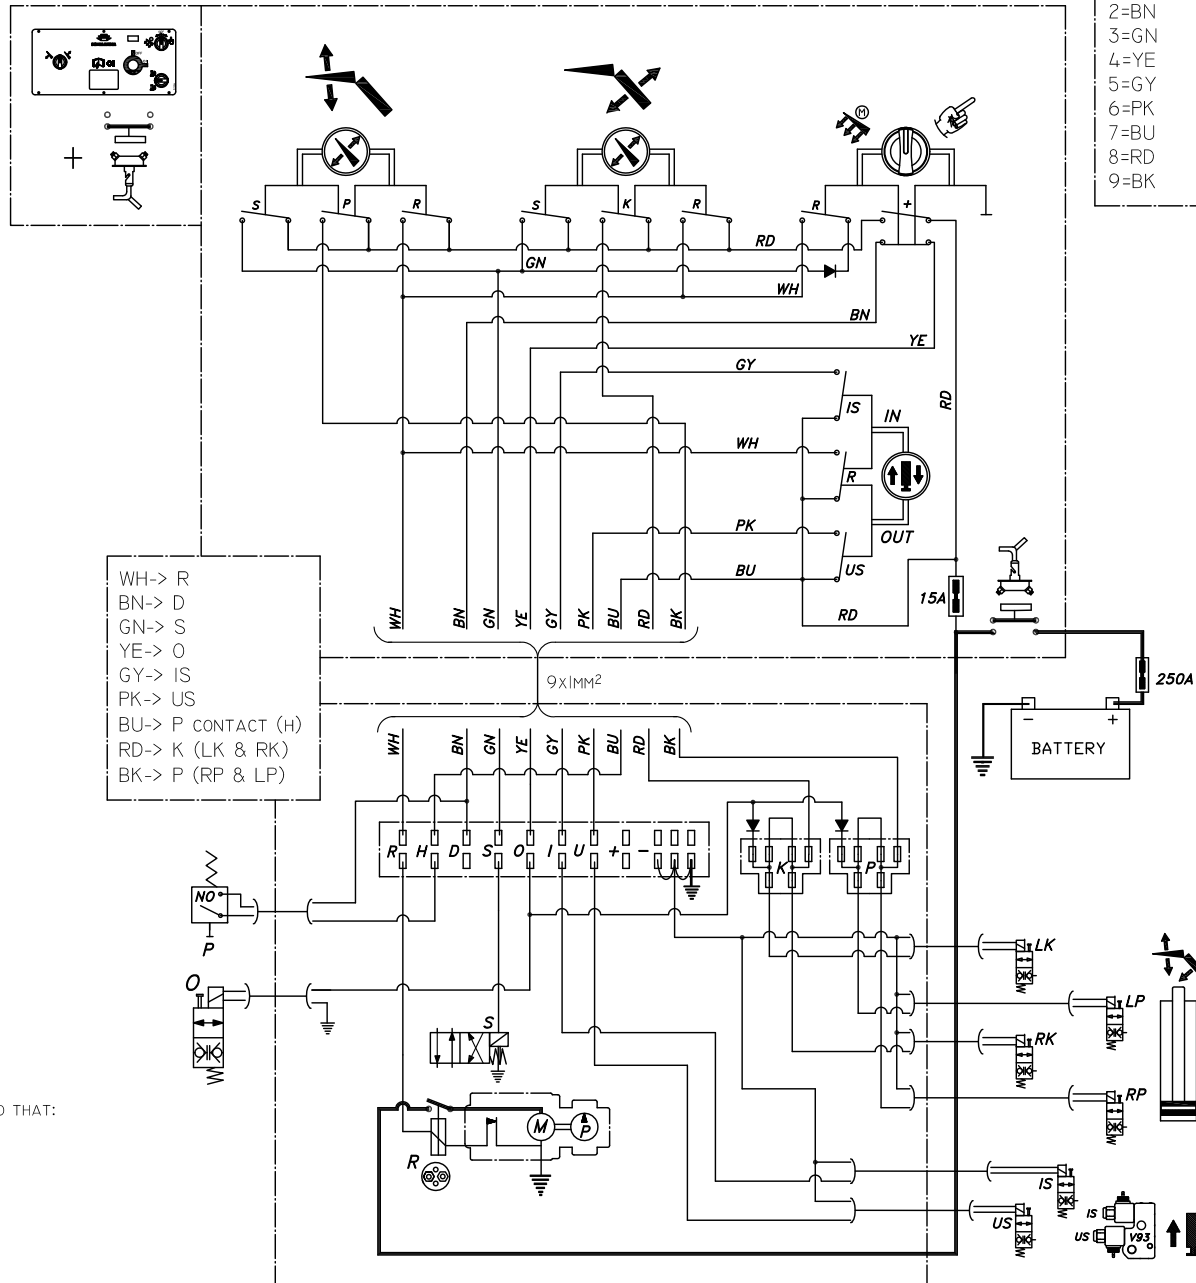 2=BN
3=GN
4=YE
5=GY
6=PK
7=BU
8=RD
9=BK
M
S P R
S K R
R +
RD
GN
WH
BN
YE
GY
IS
IN
RD
WH
R
PK
OUT
BU
US
RD
15A
WH BN GN YE GY PK BU RD BK
9X1MM²
250A
- +
BATTERY
WH-> R
BN-> D
GN-> S
YE-> O
GY-> IS
PK-> US
BU-> P CONTACT (H)
RD-> K (LK & RK)
BK-> P (RP & LP)
WH BN GN YE GY PK BU RD BK
R H D S O I U + -
K P
NO
P
O
S
LK
LP
RK
RP
D THAT:
M P
R
IS
US
IS
US
V93